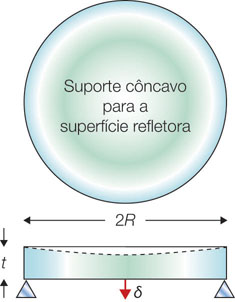 Suporte côncavo
para a
superfície refletora
2R
t
δ